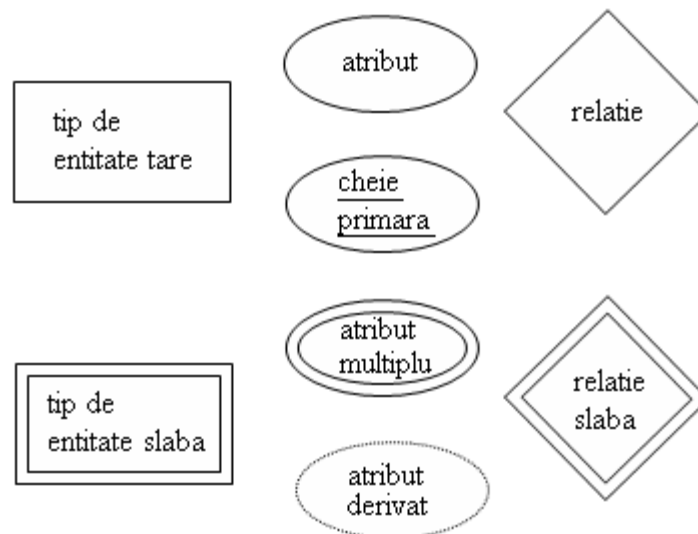 tip de
entitate tare
atribut
relatie
cheie
primara
atribut
multiplu
tip de
entitate slaba
relatie
slaba
atribut
derivat